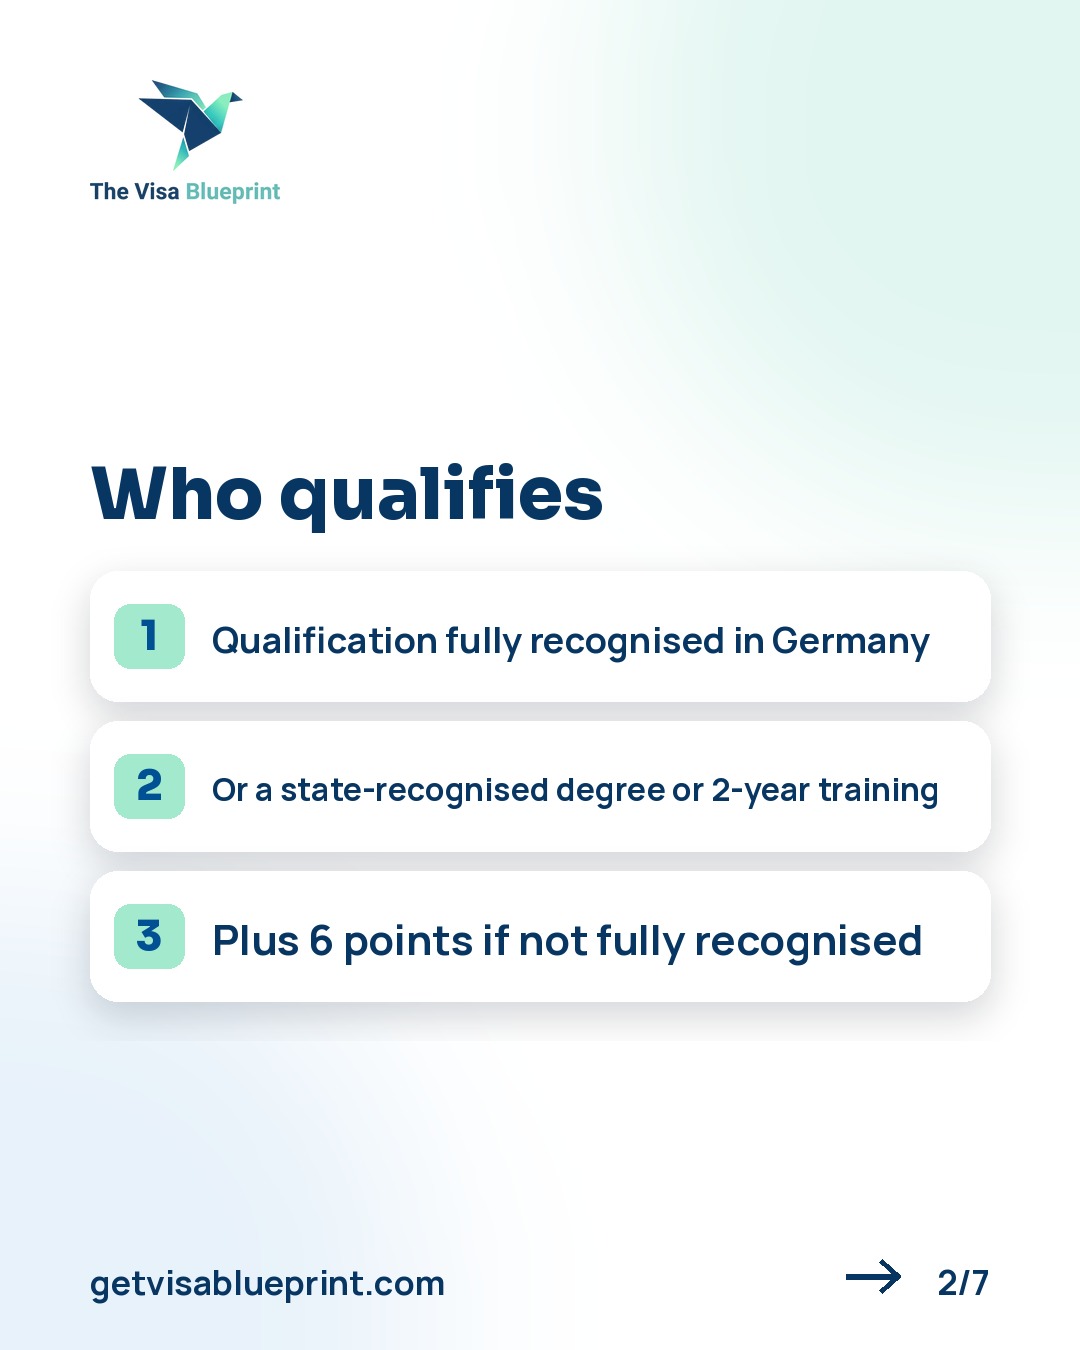 The Visa Blueprint
Who qualifies
1 Qualification fully recognised in Germany
2 Or a state-recognised degree or 2-year training
3 Plus 6 points if not fully recognised
getvisablueprint.com → 2/7